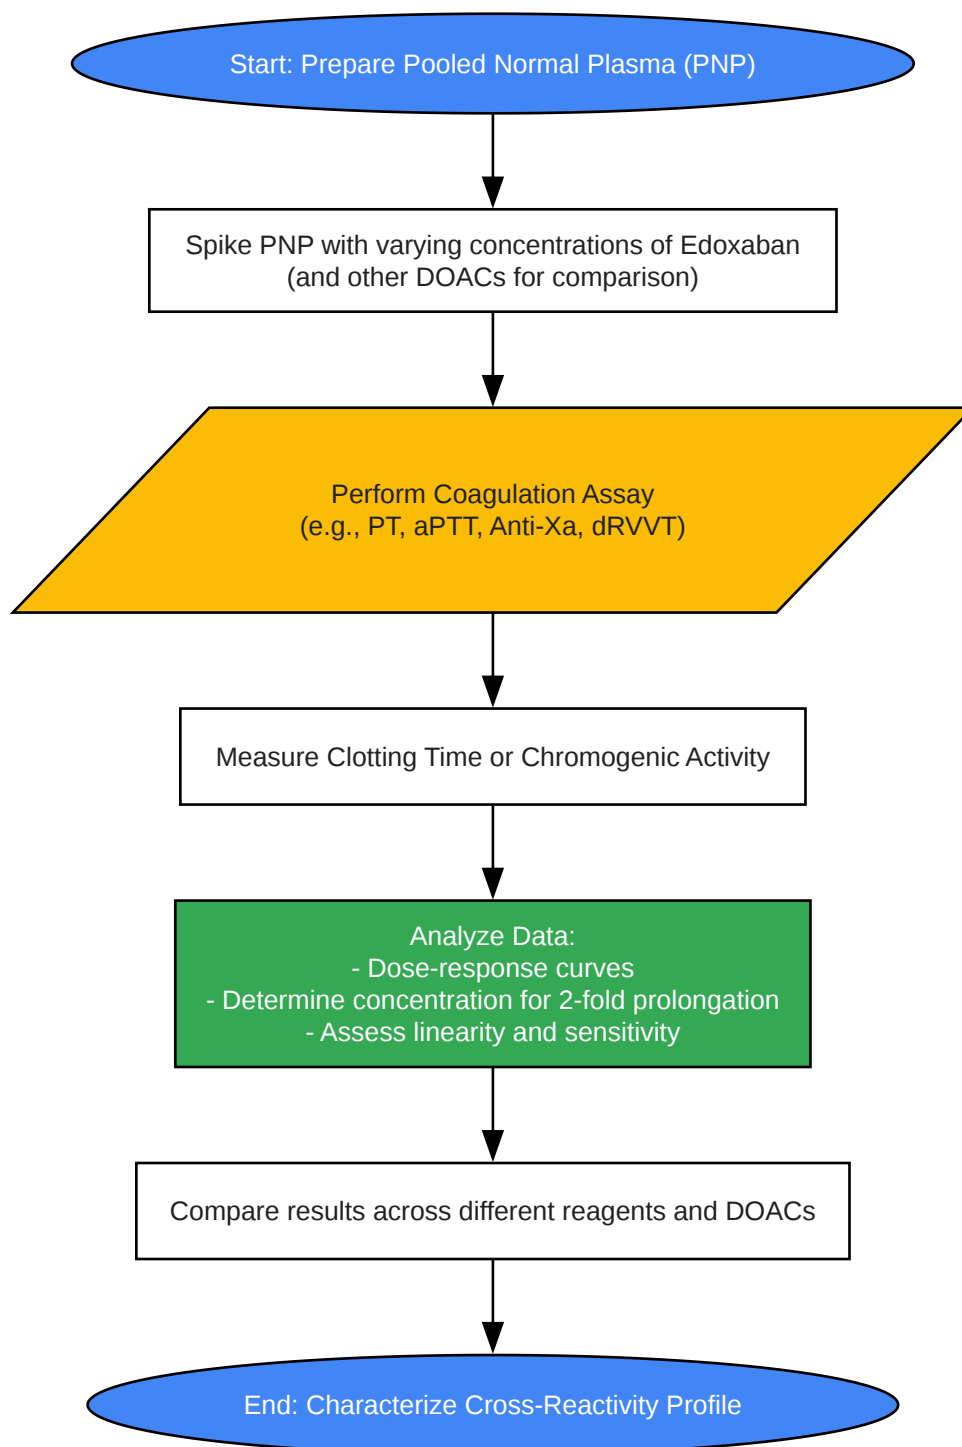 Start: Prepare Pooled Normal Plasma (PNP)
Spike PNP with varying concentrations of Edoxaban
(and other DOACs for comparison)
Perform Coagulation Assay
(e.g., PT, aPTT, Anti-Xa, dRVVT)
Measure Clotting Time or Chromogenic Activity
Analyze Data:
- Dose-response curves
- Determine concentration for 2-fold prolongation
- Assess linearity and sensitivity
Compare results across different reagents and DOACs
End: Characterize Cross-Reactivity Profile